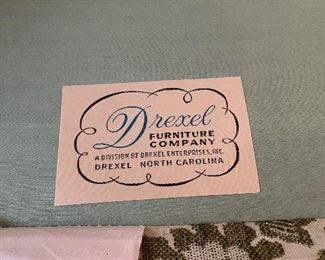 Drexel
FURNITURE
COMPANY
A DIVISION OF DREXEL ENTERPRISES, INC.
DREXEL NORTH CAROLINA